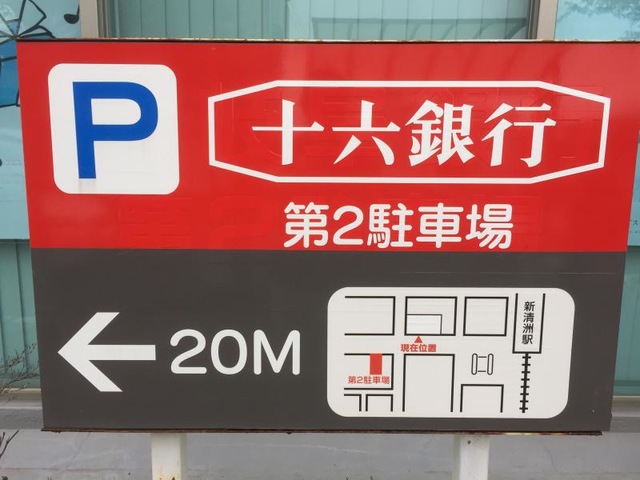 P
十六銀行
第2駐車場
20M
新清洲駅
現在位置
第2駐車場